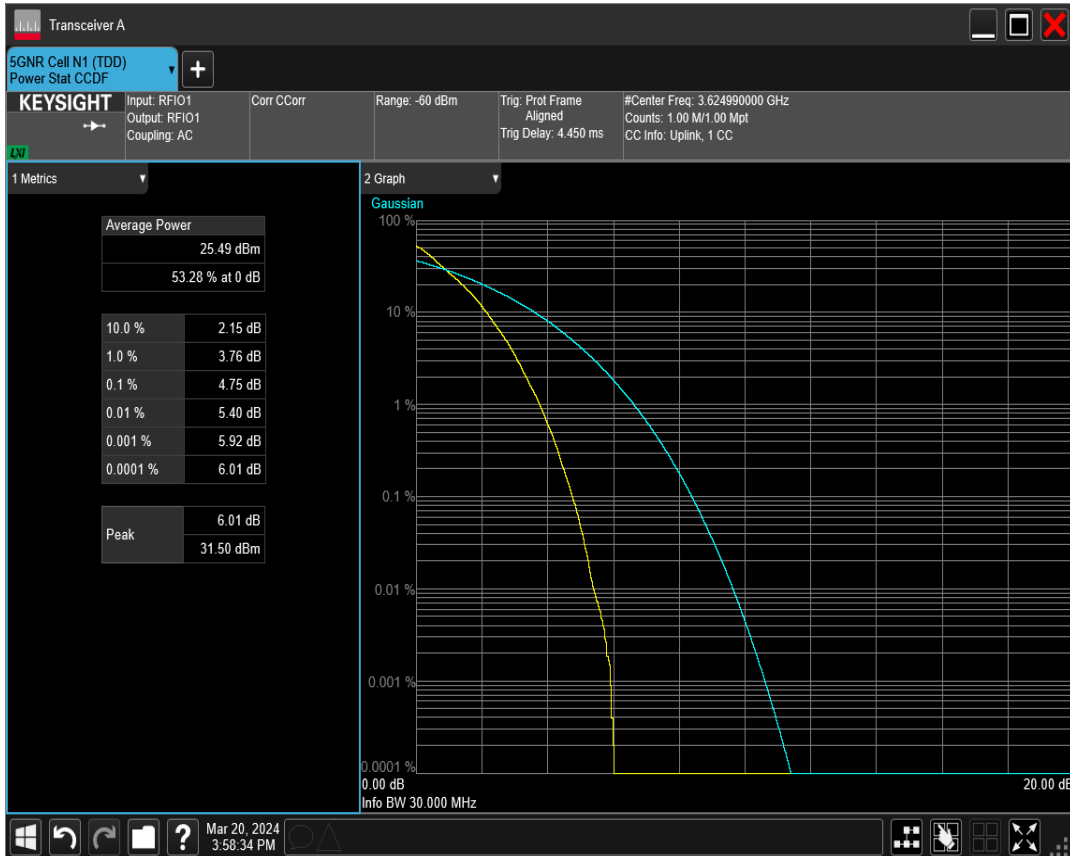 Transceiver A
5GNR Cell N1 (TDD)
Power Stat CCDF
+
KEYSIGHT
LXI
Input: RFIO1
Output: RFIO1
Coupling: AC
Corr CCorr
Range: -60 dBm
Trig: Prot Frame
Aligned
Trig Delay: 4.450 ms
#Center Freq: 3.624990000 GHz
Counts: 1.00 M/1.00 Mpt
CC Info: Uplink, 1 CC
1 Metrics
Average Power
25.49 dBm
53.28 % at 0 dB
10.0 % 2.15 dB
1.0 % 3.76 dB
0.1 % 4.75 dB
0.01 % 5.40 dB
0.001 % 5.92 dB
0.0001 % 6.01 dB
Peak
6.01 dB
31.50 dBm
2 Graph
Gaussian
100 %
10 %
1 %
0.1 %
0.01 %
0.001 %
0.0001 %
0.00 dB 20.00 dB
Info BW 30.000 MHz
?
Mar 20, 2024
3:58:34 PM